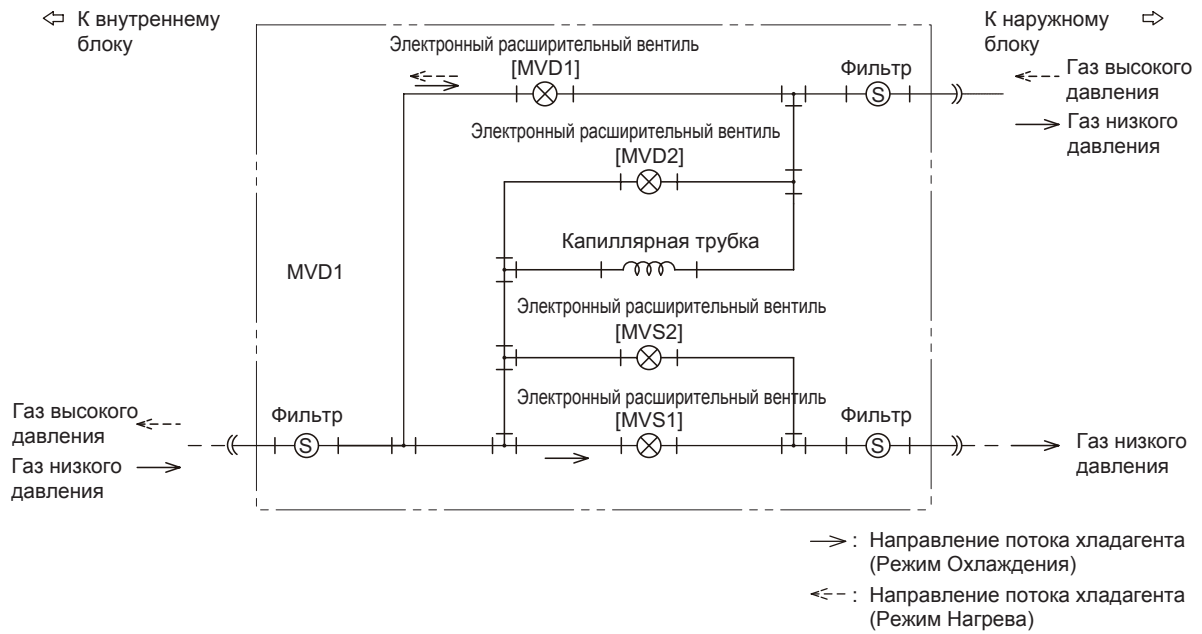 К внутреннему
блоку
К наружному
блоку
Электронный расширительный вентиль
[MVD1]
Фильтр
S
Газ высокого
давления
Газ низкого
давления
Электронный расширительный вентиль
[MVD2]
Капиллярная трубка
MVD1
Электронный расширительный вентиль
[MVS2]
Электронный расширительный вентиль
[MVS1]
Газ высокого
давления
Газ низкого
давления
Фильтр
S
Фильтр
S
Газ низкого
давления
: Направление потока хладагента
(Режим Охлаждения)
: Направление потока хладагента
(Режим Нагрева)